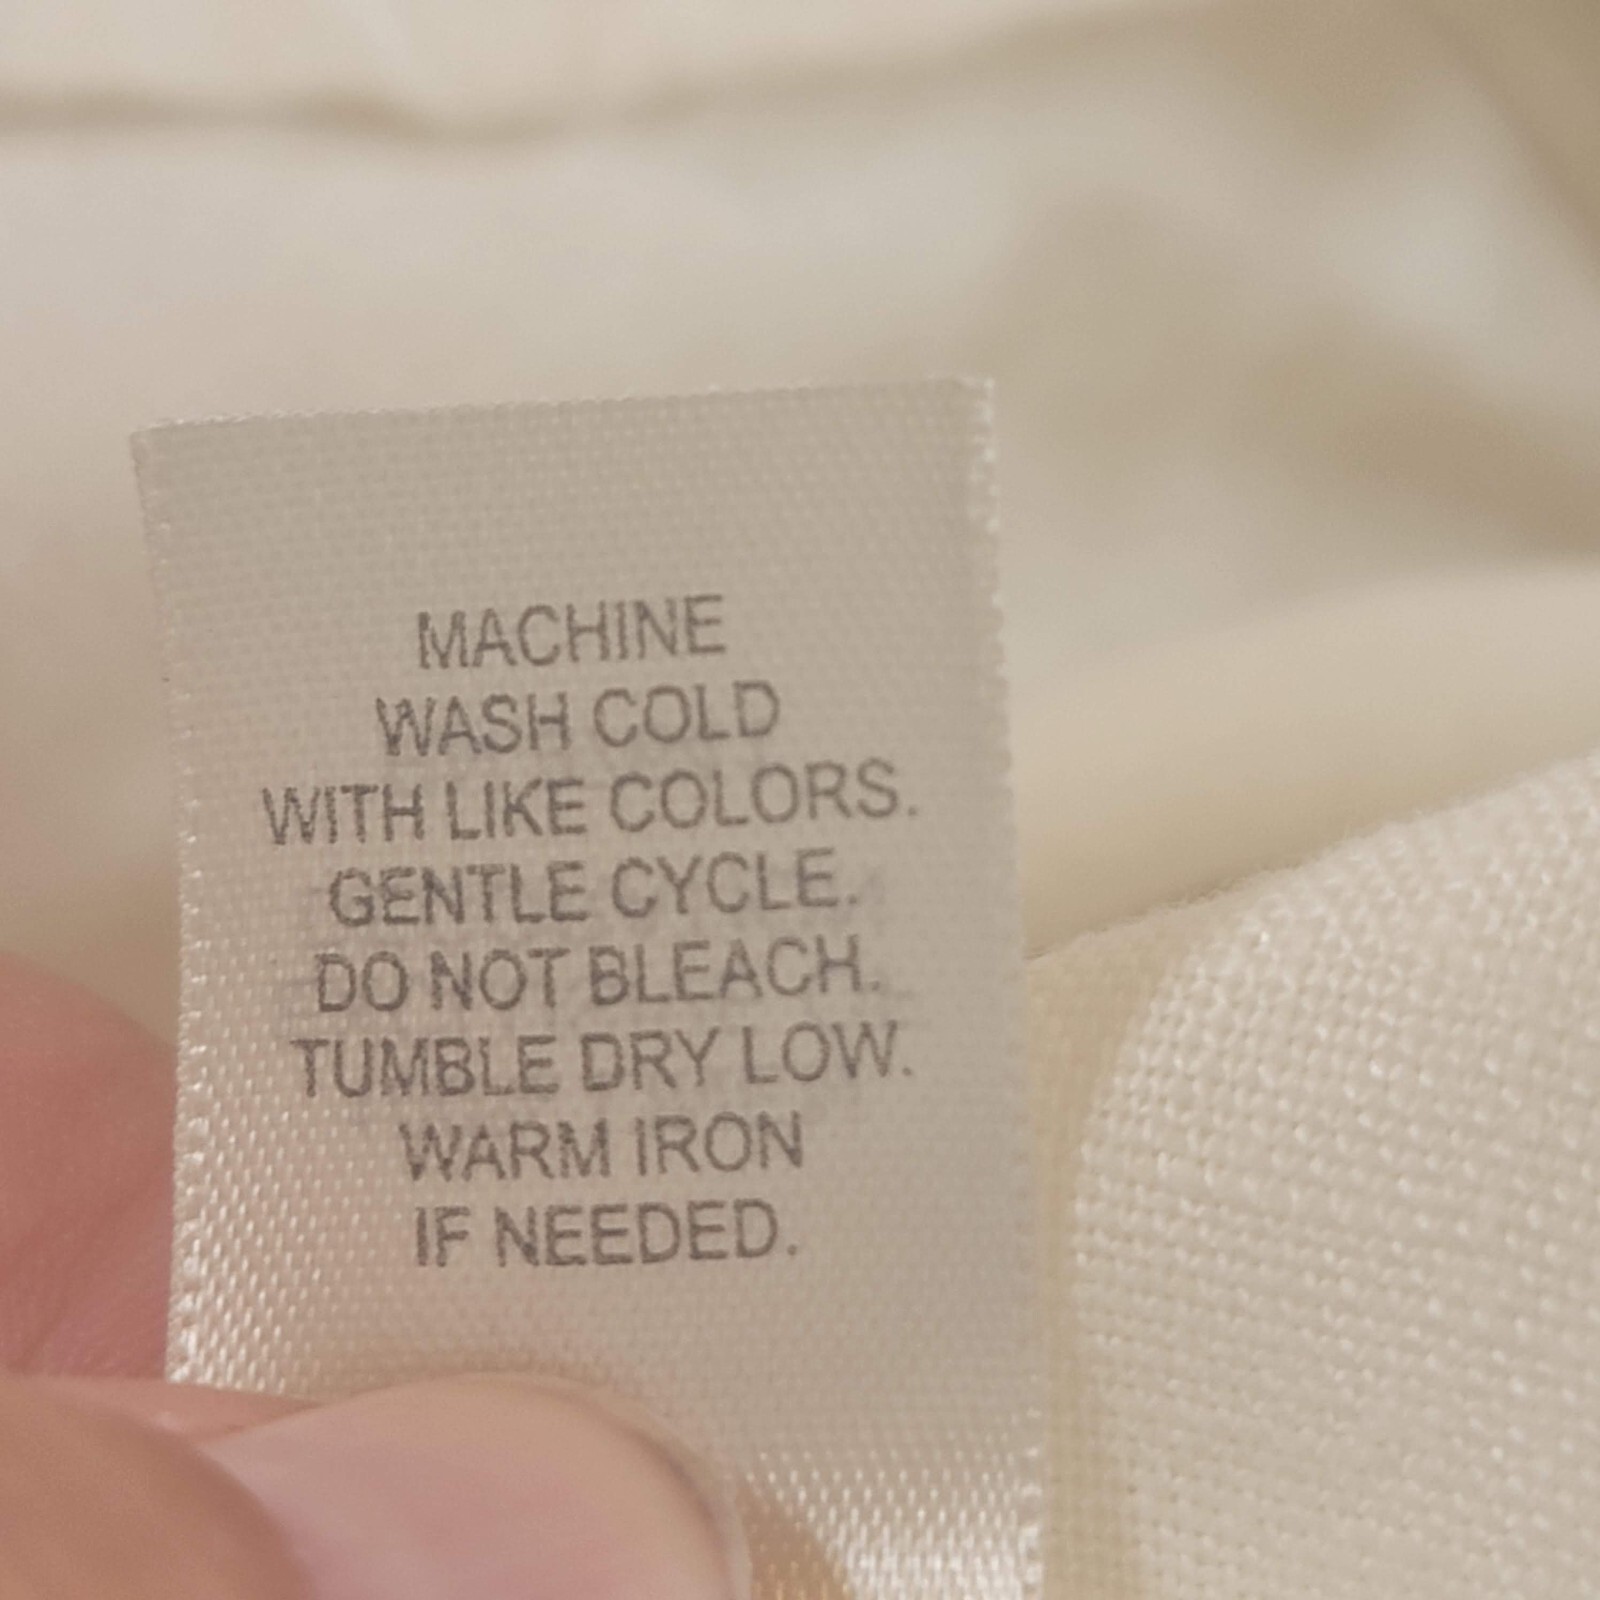 MACHINE
WASH COLD
WITH LIKE COLORS.
GENTLE CYCLE.
DO NOT BLEACH.
TUMBLE DRY LOW.
WARM IRON
IF NEEDED.